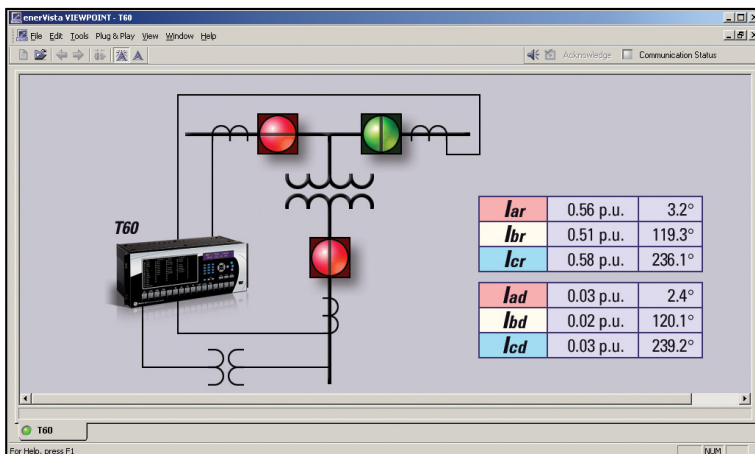 enerVista VIEWPOINT - T60
File Edit Tools Plug & Play View Window Help
Acknowledge Communication Status
T60
Iar 0.56 p.u. 3.2°
Ibr 0.51 p.u. 119.3°
Icr 0.58 p.u. 236.1°
Iad 0.03 p.u. 2.4°
Ibd 0.02 p.u. 120.1°
Icd 0.03 p.u. 239.2°
T60
For Help, press F1 NUM